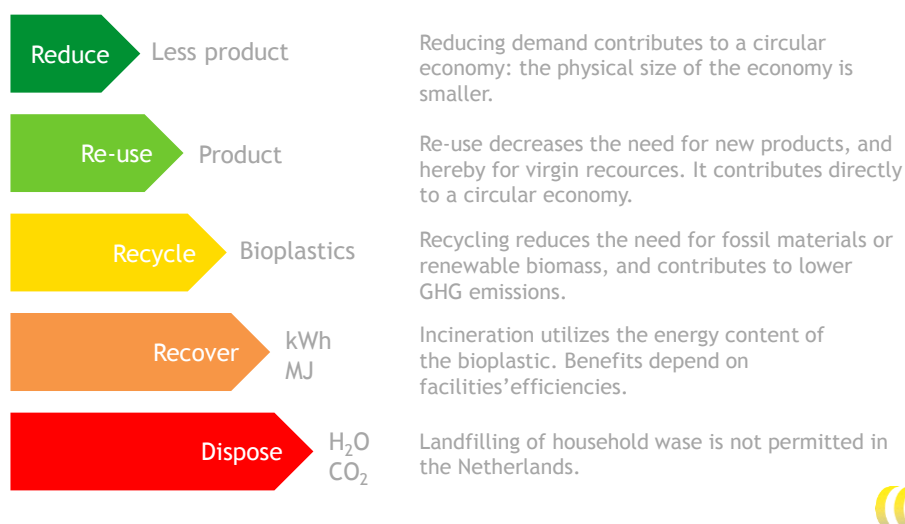 Reduce
Less product
Reducing demand contributes to a circular
economy: the physical size of the economy is
smaller.
Re-use
Product
Re-use decreases the need for new products, and
hereby for virgin recources. It contributes directly
to a circular economy.
Recycle
Bioplastics
Recycling reduces the need for fossil materials or
renewable biomass, and contributes to lower
GHG emissions.
Recover
kWh
MJ
Incineration utilizes the energy content of
the bioplastic. Benefits depend on
facilities’efficiencies.
Dispose
H₂O
CO₂
Landfilling of household wase is not permitted in
the Netherlands.